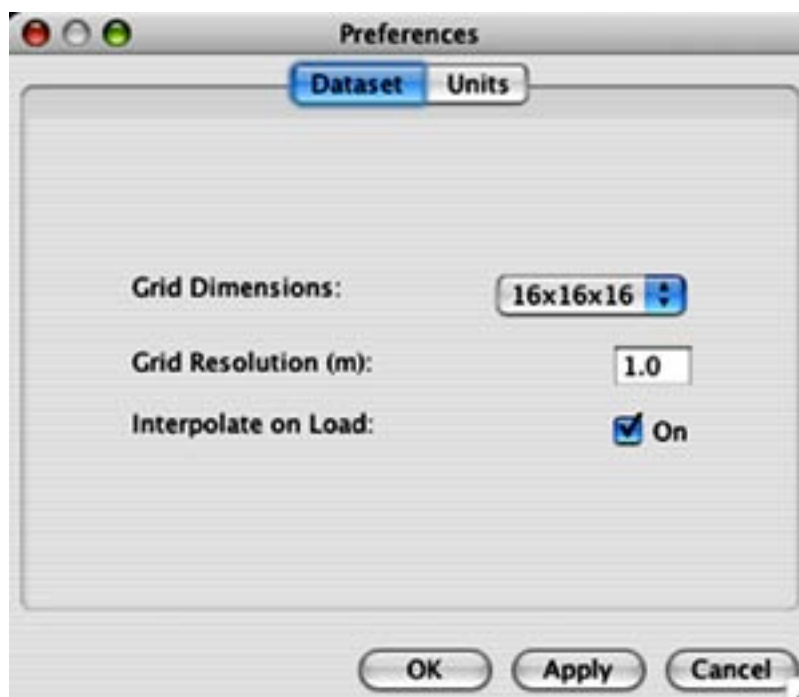 Preferences
Dataset Units
Grid Dimensions: 16x16x16
Grid Resolution (m): 1.0
Interpolate on Load: On
OK Apply Cancel